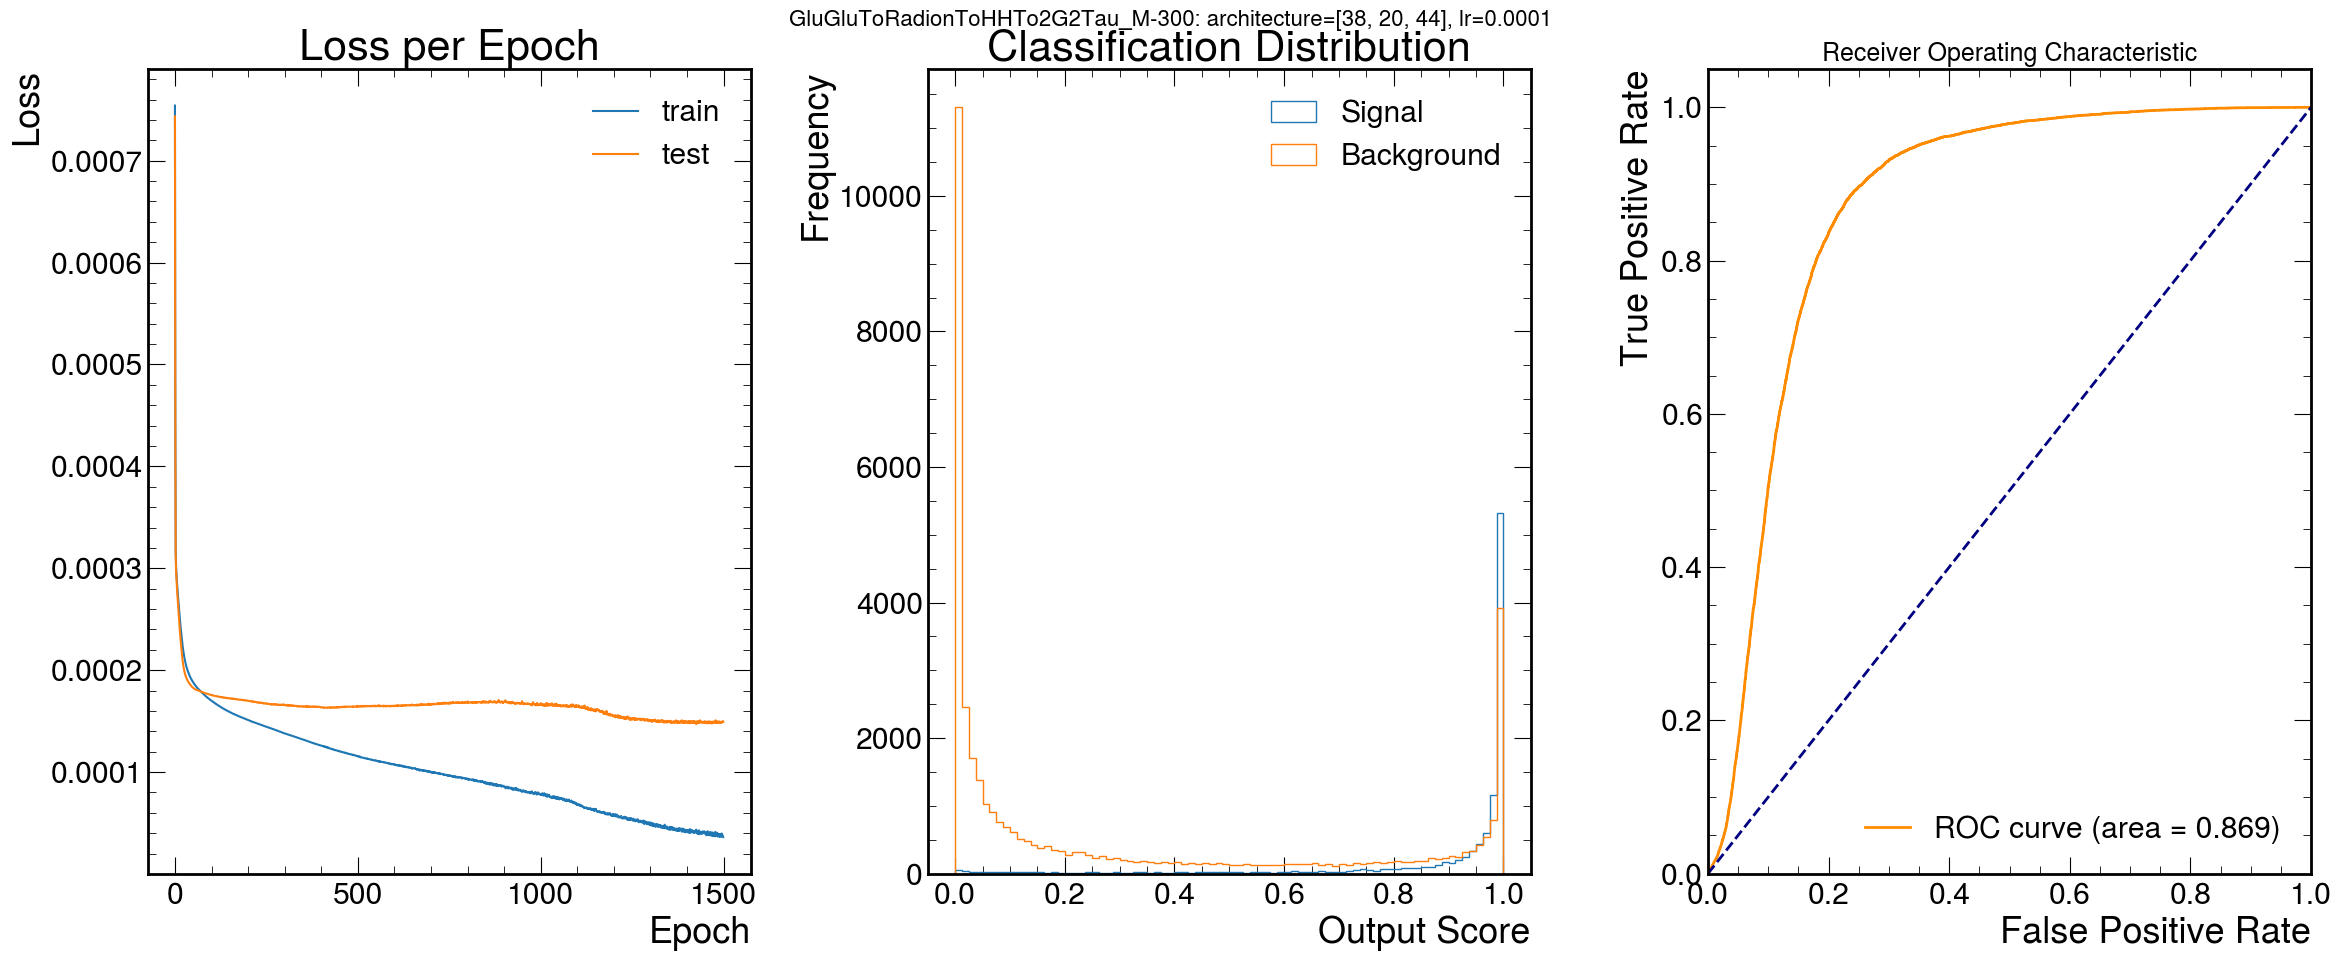 GluGluToRadionToHHTo2G2Tau_M-300: architecture=[38, 20, 44], lr=0.0001
Loss per Epoch
Loss
0.0007
0.0006
0.0005
0.0004
0.0003
0.0002
0.0001
0 500 1000 1500
Epoch
train
test
Classification Distribution
Frequency
10000
8000
6000
4000
2000
0
0.0 0.2 0.4 0.6 0.8 1.0
Output Score
Signal
Background
Receiver Operating Characteristic
True Positive Rate
1.0
0.8
0.6
0.4
0.2
0.0
0.0 0.2 0.4 0.6 0.8 1.0
False Positive Rate
ROC curve (area = 0.869)